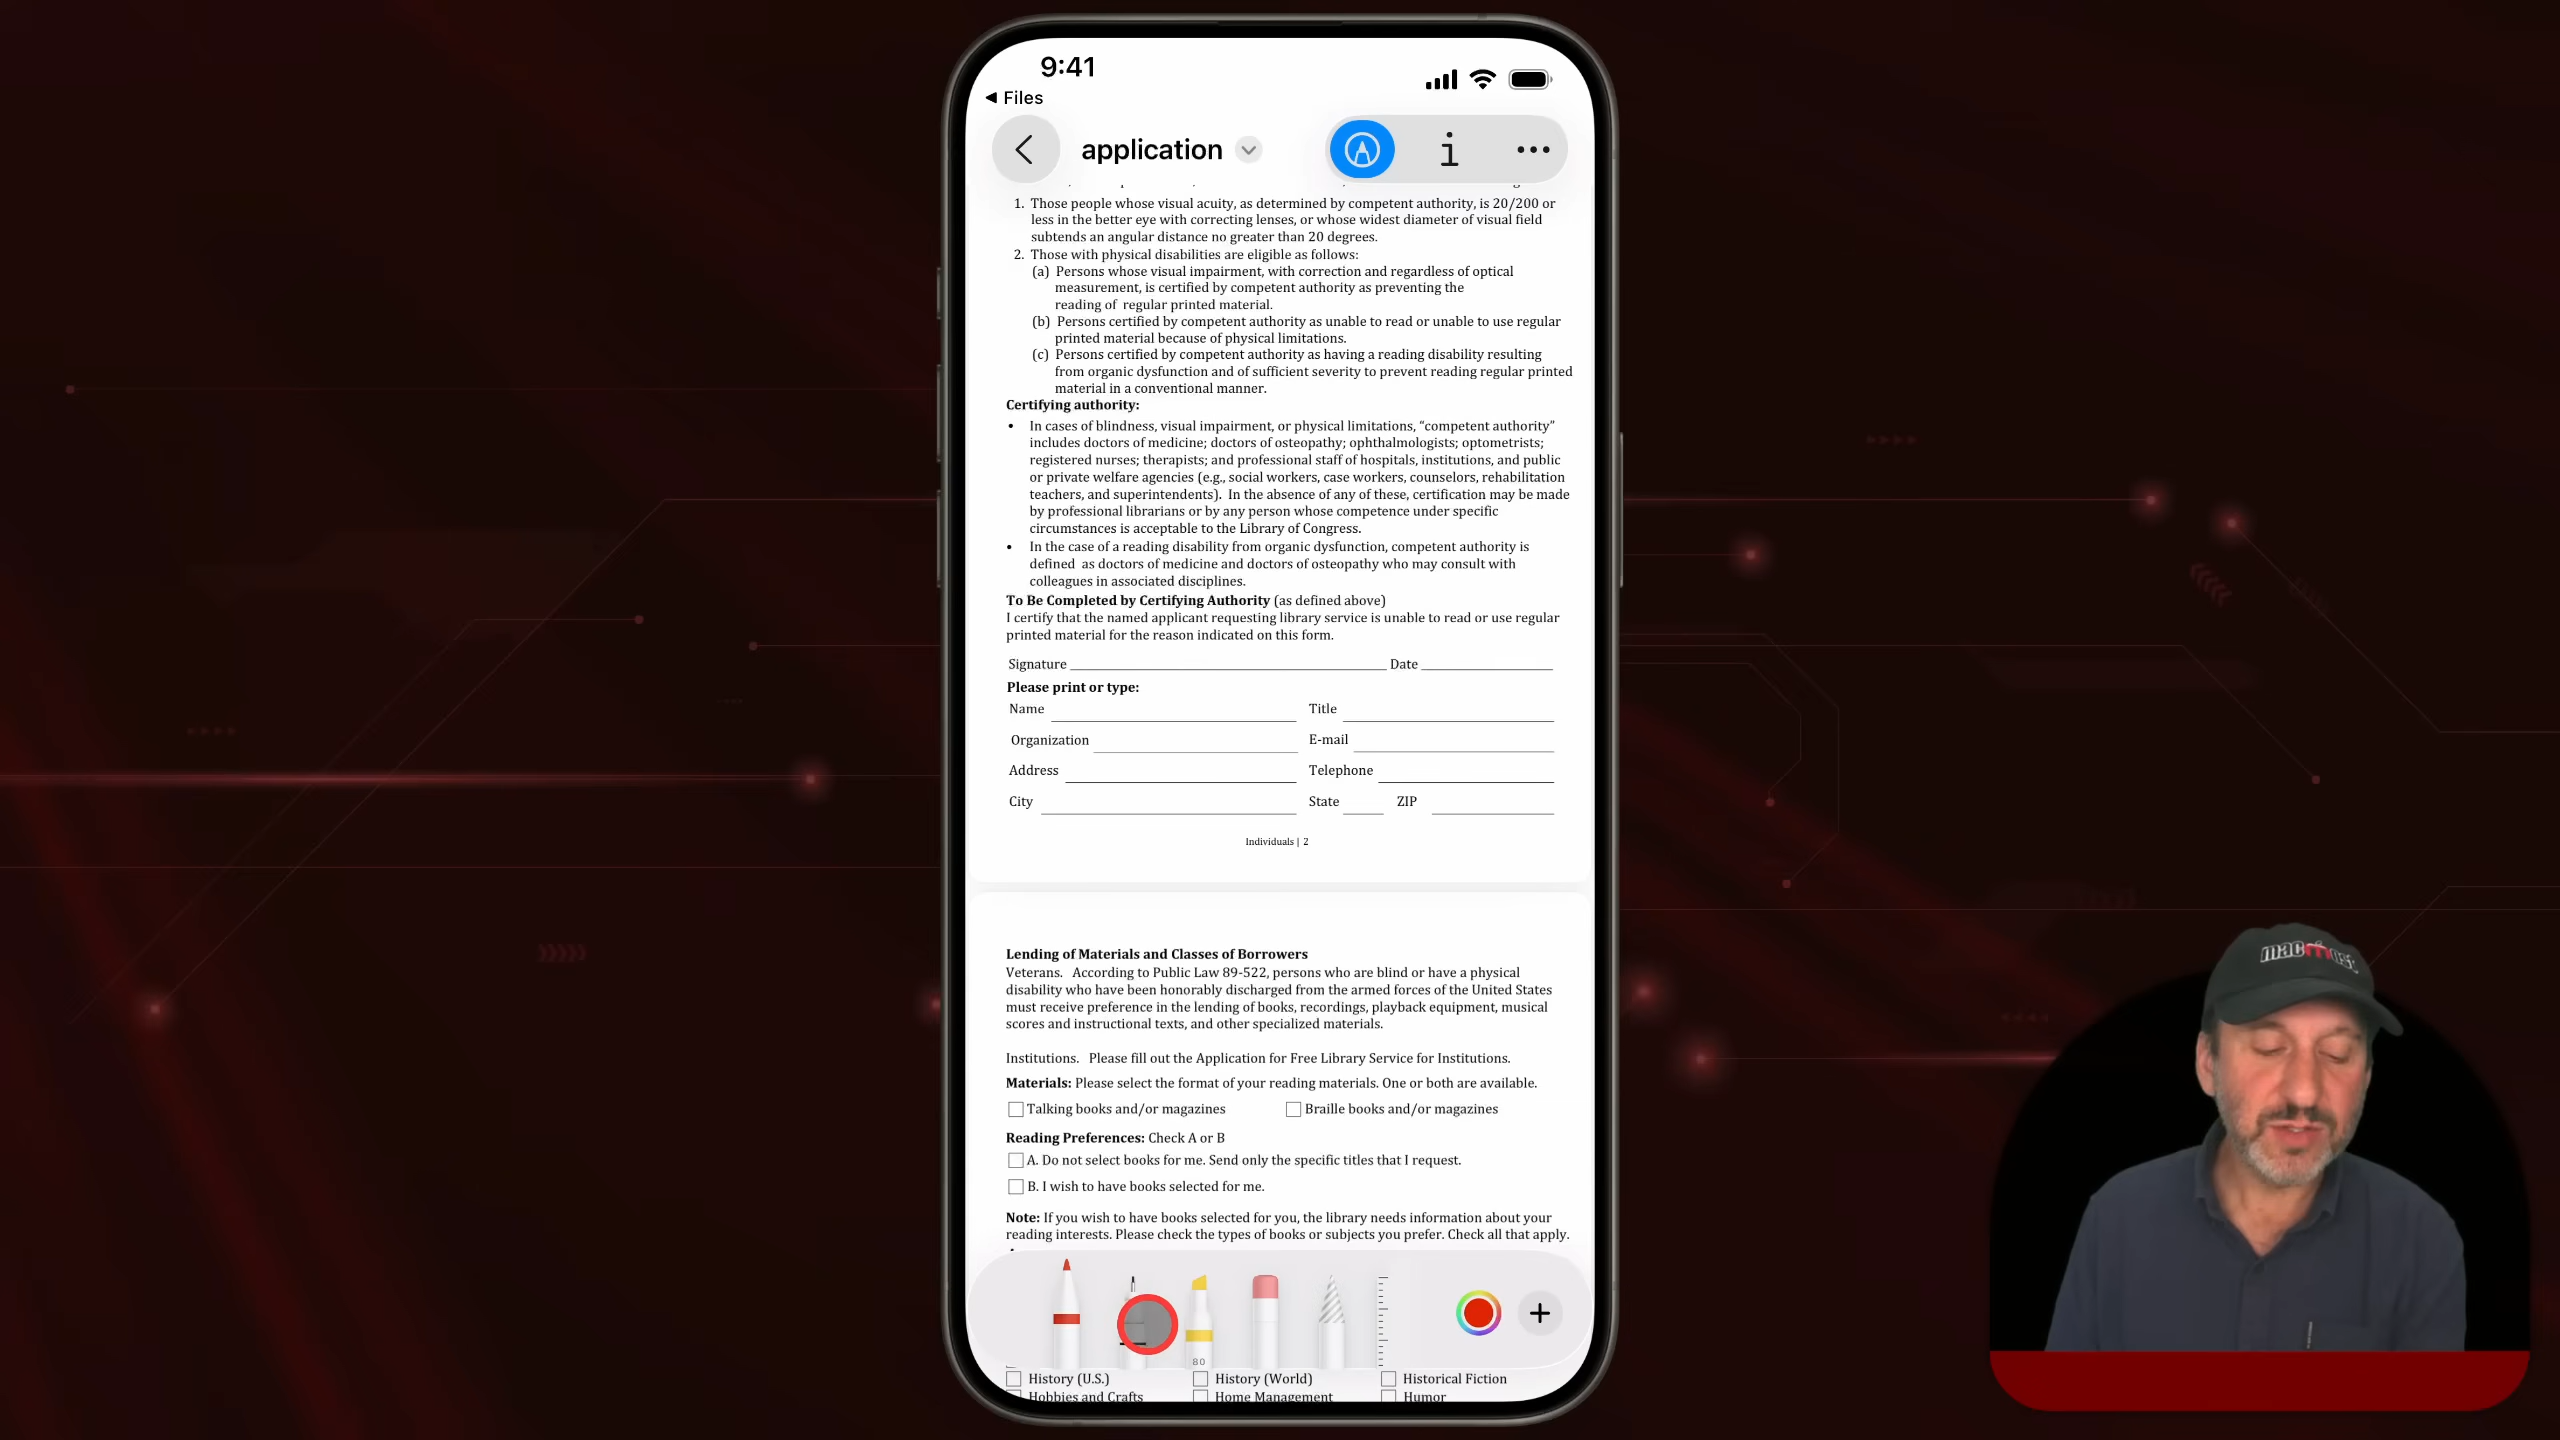 9:41
◀ Files
application
i
1. Those people whose visual acuity, as determined by competent authority, is 20/200 or
less in the better eye with correcting lenses, or whose widest diameter of visual field
subtends an angular distance no greater than 20 degrees.
2. Those with physical disabilities are eligible as follows:
(a) Persons whose visual impairment, with correction and regardless of optical
measurement, is certified by competent authority as preventing the
reading of regular printed material.
(b) Persons certified by competent authority as unable to read or unable to use regular
printed material because of physical limitations.
(c) Persons certified by competent authority as having a reading disability resulting
from organic dysfunction and of sufficient severity to prevent reading regular printed
material in a conventional manner.
Certifying authority:
• In cases of blindness, visual impairment, or physical limitations, “competent authority”
includes doctors of medicine; doctors of osteopathy; ophthalmologists; optometrists;
registered nurses; therapists; and professional staff of hospitals, institutions, and public
or private welfare agencies (e.g., social workers, case workers, counselors, rehabilitation
teachers, and superintendents). In the absence of any of these, certification may be made
by professional librarians or by any person whose competence under specific
circumstances is acceptable to the Library of Congress.
• In the case of a reading disability from organic dysfunction, competent authority is
defined as doctors of medicine and doctors of osteopathy who may consult with
colleagues in associated disciplines.
To Be Completed by Certifying Authority (as defined above)
I certify that the named applicant requesting library service is unable to read or use regular
printed material for the reason indicated on this form.
Signature Date
Please print or type:
Name Title
Organization E-mail
Address Telephone
City State ZIP
Individuals | 2
Lending of Materials and Classes of Borrowers
Veterans. According to Public Law 89-522, persons who are blind or have a physical
disability who have been honorably discharged from the armed forces of the United States
must receive preference in the lending of books, recordings, playback equipment, musical
scores and instructional texts, and other specialized materials.
Institutions. Please fill out the Application for Free Library Service for Institutions.
Materials: Please select the format of your reading materials. One or both are available.
Talking books and/or magazines Braille books and/or magazines
Reading Preferences: Check A or B
A. Do not select books for me. Send only the specific titles that I request.
B. I wish to have books selected for me.
Note: If you wish to have books selected for you, the library needs information about your
reading interests. Please check the types of books or subjects you prefer. Check all that apply.
80
History (U.S.) History (World) Historical Fiction
Hobbies and Crafts Home Management Humor
macmost